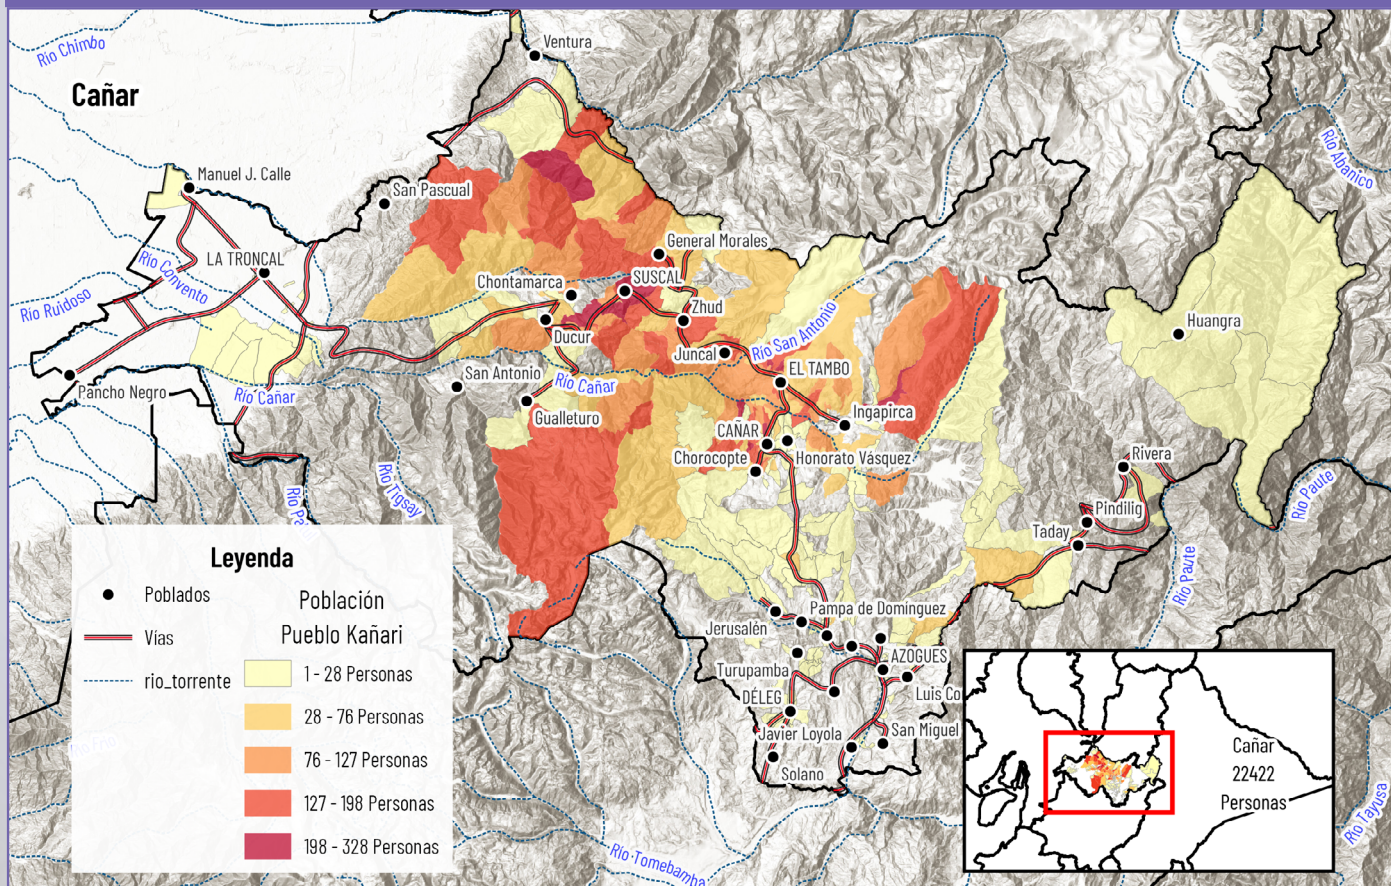 Río Chimbo
Ventura
Cañar
Río Abanico
Manuel J. Calle
San Pascual
General Morales
LA TRONCAL
Río Convento
Chontamarca
SUSCAL
Río Ruidoso
Zhud
Río San Antonio
Huangra
Ducur
Juncal
EL TAMBO
San Antonio
Río Cañar
Pancho Negro
Río Cañar
Gualleturo
Ingapirca
CAÑAR
Chorocopte
Honorato Vásquez
Rivera
Río Tigsay
Río Paute
Pindilig
Taday
Río Paute
Leyenda
Poblados
Vías
rio_torrente
Población
Pueblo Kañari
1 - 28 Personas
28 - 76 Personas
76 - 127 Personas
127 - 198 Personas
198 - 328 Personas
Pampa de Domínguez
Jerusalén
AZOGUES
Turupamba
DÉLEG
Luis Co
Javier Loyola
San Miguel
Solano
Cañar
22422
Personas
Río Tayusa
Río Tomebamba